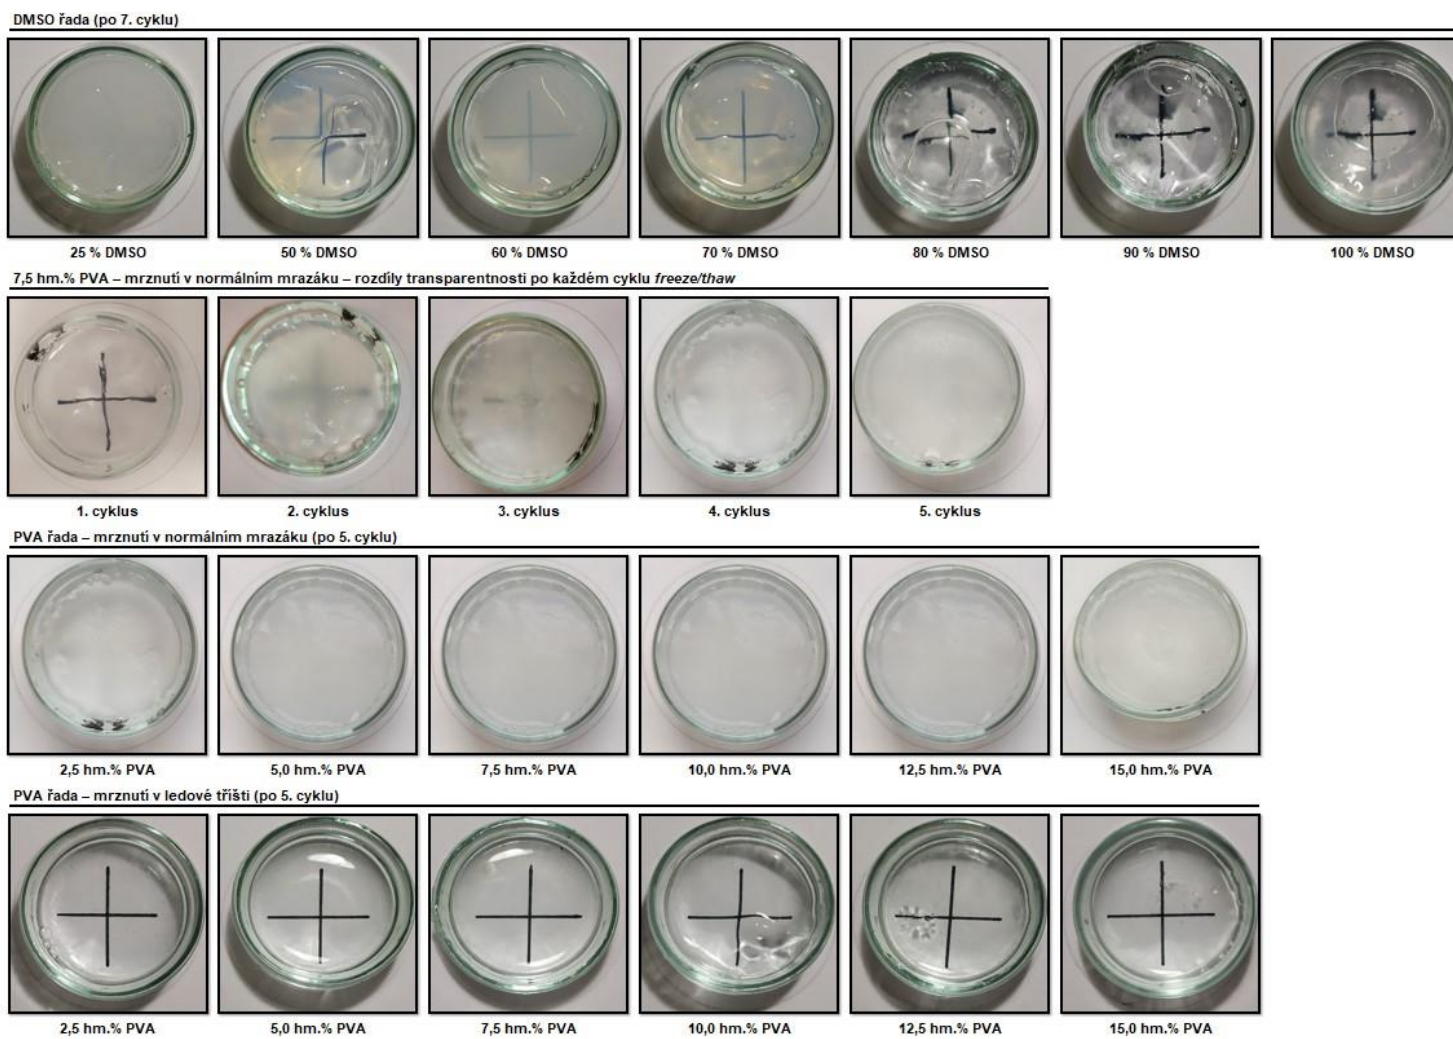 DMSO řada (po 7. cyklu)
25 % DMSO 50 % DMSO 60 % DMSO 70 % DMSO 80 % DMSO 90 % DMSO 100 % DMSO
7,5 hm.% PVA – mrznutí v normálním mrazáku – rozdíly transparentnosti po každém cyklu freeze/thaw
1. cyklus 2. cyklus 3. cyklus 4. cyklus 5. cyklus
PVA řada – mrznutí v normálním mrazáku (po 5. cyklu)
2,5 hm.% PVA 5,0 hm.% PVA 7,5 hm.% PVA 10,0 hm.% PVA 12,5 hm.% PVA 15,0 hm.% PVA
PVA řada – mrznutí v ledové tříšti (po 5. cyklu)
2,5 hm.% PVA 5,0 hm.% PVA 7,5 hm.% PVA 10,0 hm.% PVA 12,5 hm.% PVA 15,0 hm.% PVA